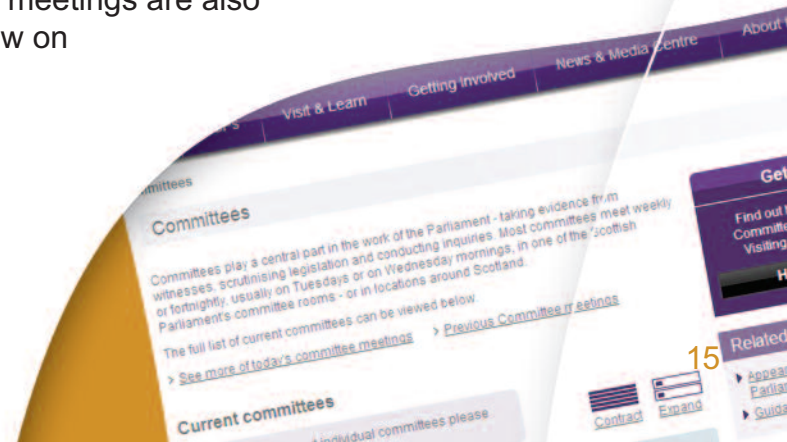 meetings are also
w on
Visit & Learn
Getting involved
News & Media Centre
About
Committees
Committees play a central part in the work of the Parliament - taking evidence from
witnesses, scrutinising legislation and conducting inquiries. Most committees meet weekly
or fortnightly, usually on Tuesdays or on Wednesday mornings, in one of the Scottish
Parliament's committee rooms - or in locations around Scotland.
The full list of current committees can be viewed below.
> See more of today's committee meetings
> Previous Committee meetings
Current committees
individual committees please
Contract
Expand
Get
Find out
Committe
Visiting
H
15
Related
Appear
Parlia
Guida